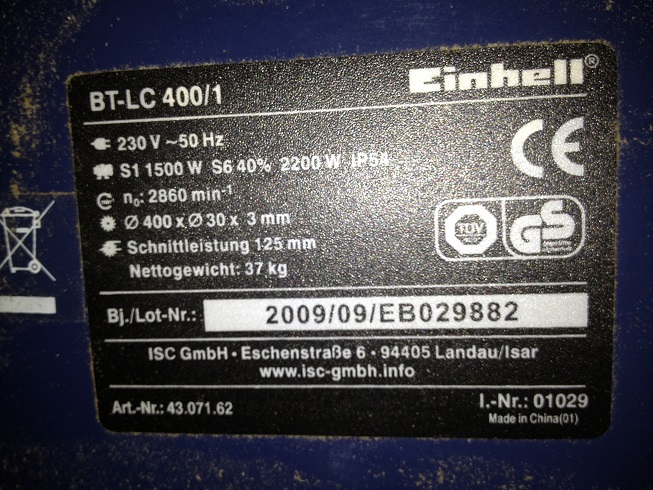 BT-LC 400/1
Einhell®
230 V ~50 Hz
S1 1500 W S6 40% 2200 W IP54
n₀: 2860 min⁻¹
Ø 400 x Ø 30 x 3 mm
Schnittleistung 125 mm
Nettogewicht: 37 kg
CE
TÜV
GS
Bj./Lot-Nr.: 2009/09/EB029882
ISC GmbH · Eschenstraße 6 · 94405 Landau/Isar
www.isc-gmbh.info
Art.-Nr.: 43.071.62
I.-Nr.: 01029
Made in China(01)